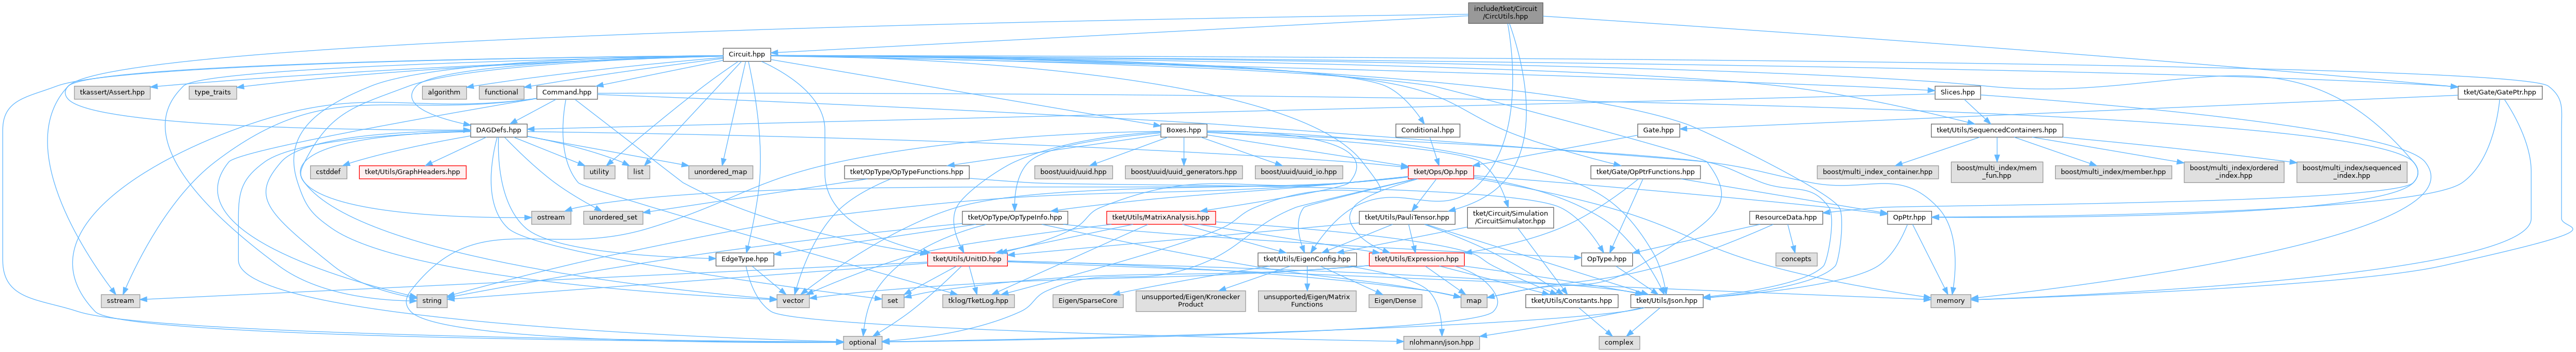 include/tket/Circuit
/CircUtils.hpp
Circuit.hpp
tkassert/Assert.hpp
type_traits
algorithm
functional
Command.hpp
Slices.hpp
tket/Gate/GatePtr.hpp
DAGDefs.hpp
Boxes.hpp
Conditional.hpp
Gate.hpp
tket/Utils/SequencedContainers.hpp
cstddef
tket/Utils/GraphHeaders.hpp
utility
list
unordered_map
tket/OpType/OpTypeFunctions.hpp
boost/uuid/uuid.hpp
boost/uuid/uuid_generators.hpp
boost/uuid/uuid_io.hpp
tket/Ops/Op.hpp
tket/Gate/OpPtrFunctions.hpp
boost/multi_index_container.hpp
boost/multi_index/mem
_fun.hpp
boost/multi_index/member.hpp
boost/multi_index/ordered
_index.hpp
boost/multi_index/sequenced
_index.hpp
ostream
unordered_set
tket/OpType/OpTypeInfo.hpp
tket/Utils/MatrixAnalysis.hpp
tket/Utils/PauliTensor.hpp
tket/Circuit/Simulation
/CircuitSimulator.hpp
ResourceData.hpp
OpPtr.hpp
EdgeType.hpp
tket/Utils/UnitID.hpp
tket/Utils/EigenConfig.hpp
tket/Utils/Expression.hpp
OpType.hpp
concepts
sstream
string
vector
set
tklog/TketLog.hpp
Eigen/SparseCore
unsupported/Eigen/Kronecker
Product
unsupported/Eigen/Matrix
Functions
Eigen/Dense
map
tket/Utils/Constants.hpp
tket/Utils/Json.hpp
memory
optional
nlohmann/json.hpp
complex